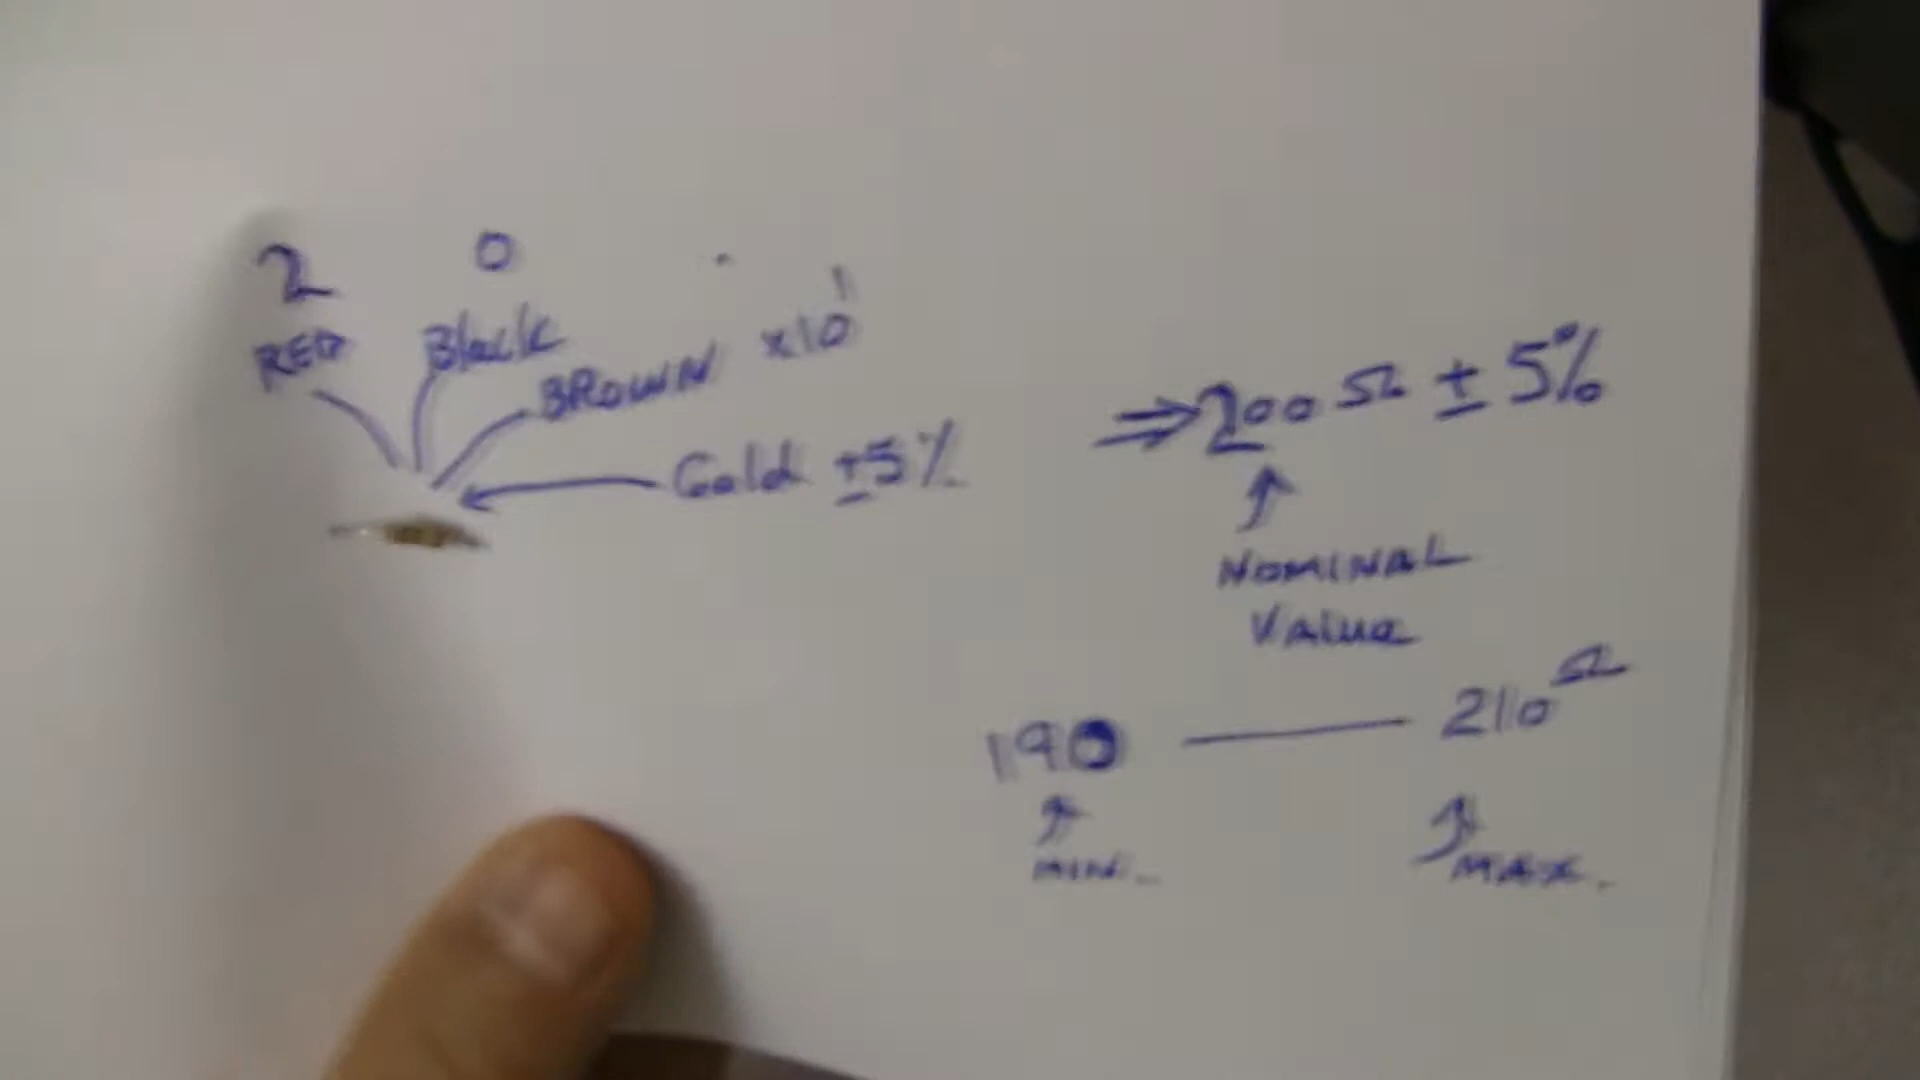 2 0
RED Black BROWN x10¹
Gold ±5%
⇒ 200 Ω ± 5%
NOMINAL
Value
190 — 210 Ω
MIN. MAX.